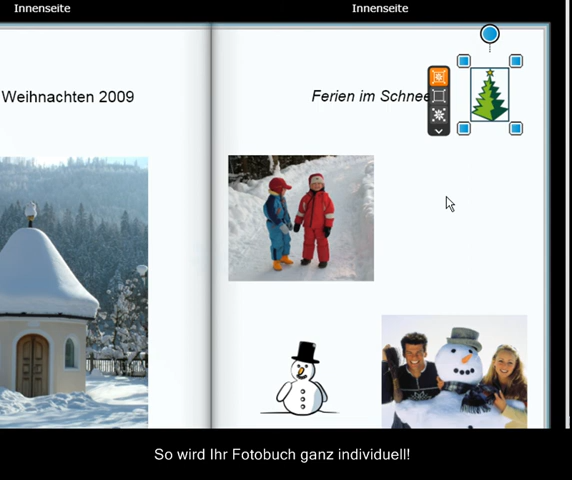 Innenseite
Innenseite
Weihnachten 2009
Ferien im Schnee
So wird Ihr Fotobuch ganz individuell!